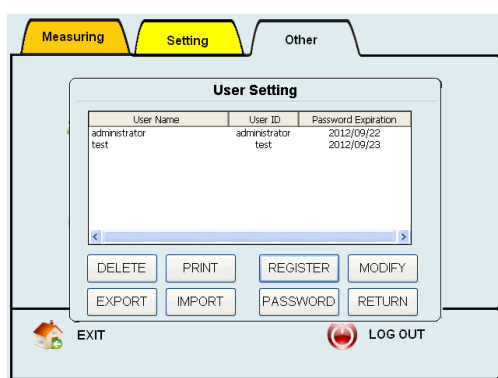 Measuring Setting Other
User Setting
User Name User ID Password Expiration
administrator administrator 2012/09/22
test test 2012/09/23
DELETE PRINT REGISTER MODIFY
EXPORT IMPORT PASSWORD RETURN
EXIT LOG OUT